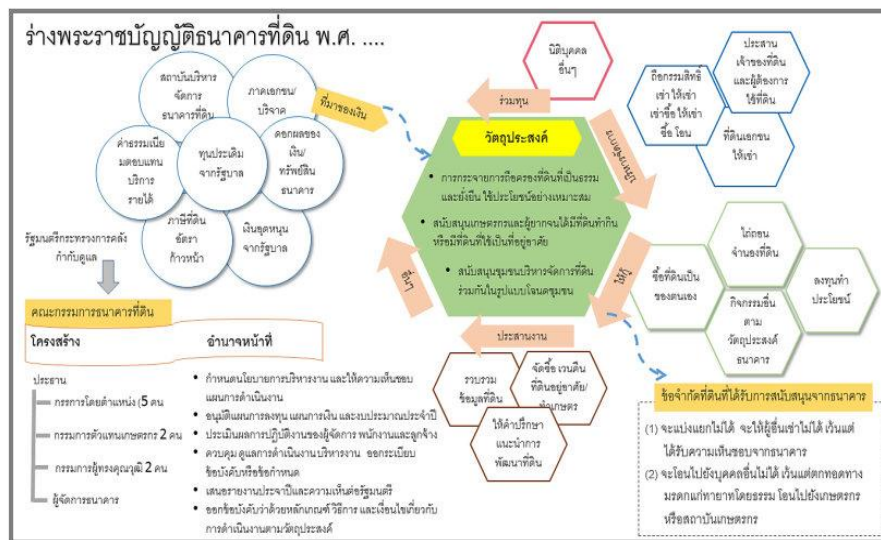 ร่างพระราชบัญญัติธนาคารที่ดิน พ.ศ. ....
สถาบันบริหาร
จัดการ
ธนาคารที่ดิน
ภาคเอกชน/
บริจาค
ที่มาของเงิน
ค่าธรรมเนีย
มตอบแทน
บริการ
รายได้
ทุนประเดิม
จากรัฐบาล
ดอกผลของ
เงิน/
ทรัพย์สิน
ธนาคาร
ภาษีที่ดิน
อัตรา
ก้าวหน้า
เงินอุดหนุน
จากรัฐบาล
รัฐมนตรีกระทรวงการคลัง
กำกับดูแล
คณะกรรมการธนาคารที่ดิน
โครงสร้าง
อำนาจหน้าที่
ประธาน
กรรการโดยตำแหน่ง (5 คน
กรรมการตัวแทนเกษตรกร 2 คน
กรรมการผู้ทรงคุณวุฒิ 2 คน
ผู้จัดการธนาคาร
• กำหนดนโยบายการบริหารงาน และให้ความเห็นชอบ
แผนการดำเนินงาน
• อนุมัติแผนการลงทุน แผนการเงิน และงบประมาณประจำปี
• ประเมินผลการปฏิบัติงานของผู้จัดการ พนักงานและลูกจ้าง
• ควบคุม ดูแลการดำเนินงาน บริหารงาน ออกระเบียบ
ข้อบังคับหรือข้อกำหนด
• เสนอรายงานประจำปีและความเห็นต่อรัฐมนตรี
• ออกข้อบังคับว่าด้วยหลักเกณฑ์ วิธีการ และเงื่อนไขเกี่ยวกับ
การดำเนินงานตามวัตถุประสงค์
นิติบุคคล
อื่นๆ
ร่วมทุน
วัตถุประสงค์
• การกระจายการถือครองที่ดินที่เป็นธรรม
และยั่งยืน ใช้ประโยชน์อย่างเหมาะสม
• สนับสนุนเกษตรกรและผู้ยากจนได้มีที่ดินทำกิน
หรือมีที่ดินที่ใช้เป็นที่อยู่อาศัย
• สนับสนุนชุมชนบริหารจัดการที่ดิน
ร่วมกันในรูปแบบโฉนดชุมชน
บริหารจัดการ
ให้กู้
อื่นๆ
ประสานงาน
รวบรวม
ข้อมูลที่ดิน
จัดซื้อ เวนคืน
ที่ดินอยู่อาศัย/
ทำเกษตร
ให้คำปรึกษา
แนะนำการ
พัฒนาที่ดิน
ประสาน
เจ้าของที่ดิน
และผู้ต้องการ
ใช้ที่ดิน
ถือกรรมสิทธิ์
เช่า ให้เช่า
เช่าซื้อ ให้เช่า
ซื้อ โอน
ที่ดินเอกชน
ให้เช่า
ไถ่ถอน
จำนองที่ดิน
ซื้อที่ดินเป็น
ของตนเอง
ลงทุนทำ
ประโยชน์
กิจกรรมอื่น
ตาม
วัตถุประสงค์
ธนาคาร
ข้อจำกัดที่ดินที่ได้รับการสนับสนุนจากธนาคาร
(1) จะแบ่งแยกไม่ได้ จะให้ผู้อื่นเช่าไม่ได้ เว้นแต่
ได้รับความเห็นชอบจากธนาคาร
(2) จะโอนไปยังบุคคลอื่นไม่ได้ เว้นแต่ตกทอดทาง
มรดกแก่ทายาทโดยธรรม โอนไปยังเกษตรกร
หรือสถาบันเกษตรกร